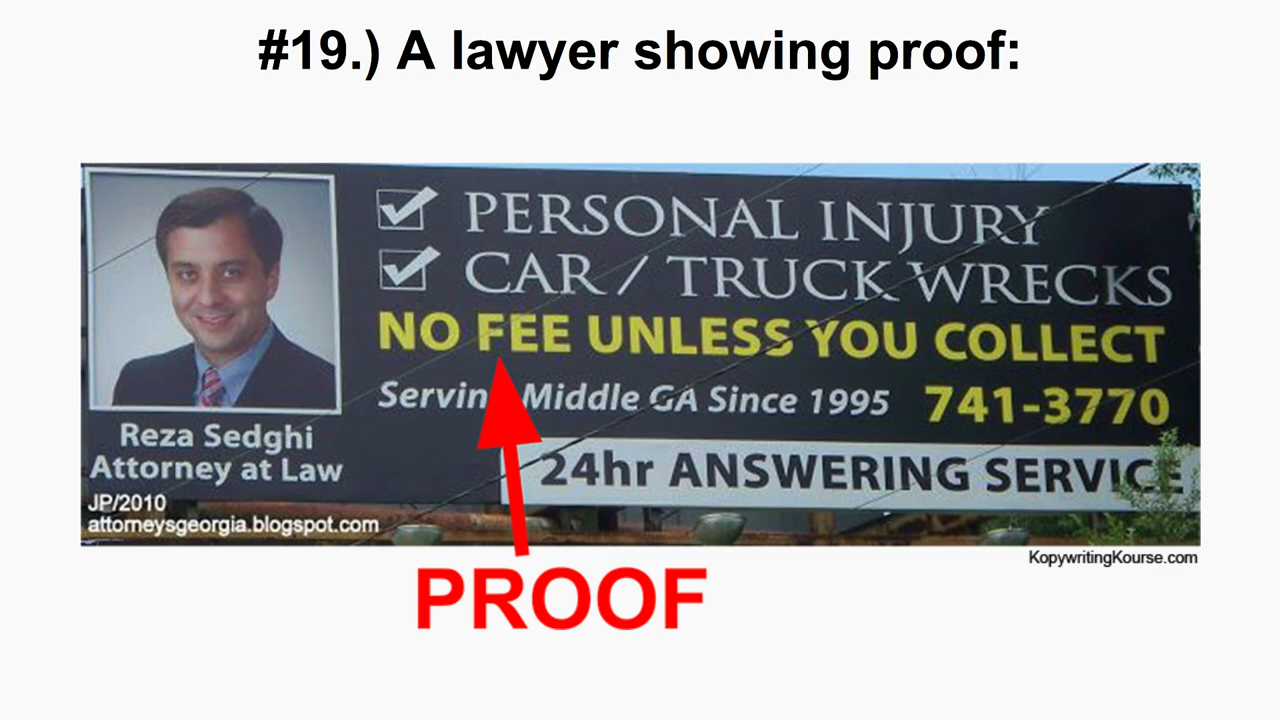 #19.) A lawyer showing proof:
PERSONAL INJURY
CAR / TRUCK WRECKS
NO FEE UNLESS YOU COLLECT
Servin Middle GA Since 1995 741-3770
24hr ANSWERING SERVICE
Reza Sedghi
Attorney at Law
JP/2010
attorneysgeorgia.blogspot.com
KopywritingKourse.com
PROOF